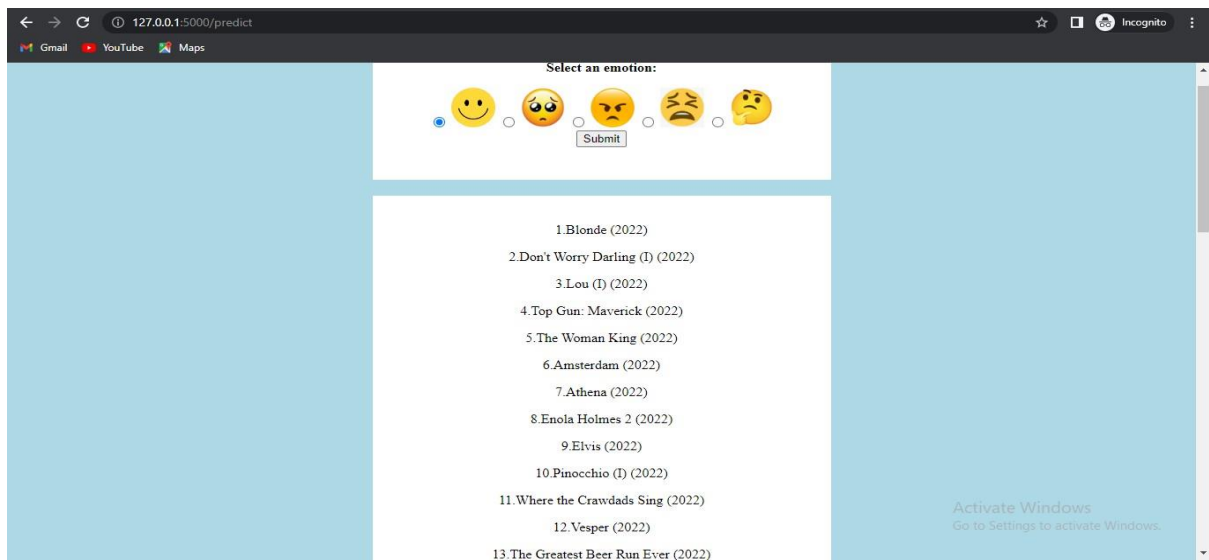 127.0.0.1:5000/predict
Incognito
Gmail YouTube Maps
Select an emotion:
Submit
1.Blonde (2022)
2.Don't Worry Darling (I) (2022)
3.Lou (I) (2022)
4.Top Gun: Maverick (2022)
5.The Woman King (2022)
6.Amsterdam (2022)
7.Athena (2022)
8.Enola Holmes 2 (2022)
9.Elvis (2022)
10.Pinocchio (I) (2022)
11.Where the Crawdads Sing (2022)
12.Vesper (2022)
13.The Greatest Beer Run Ever (2022)
Activate Windows
Go to Settings to activate Windows.